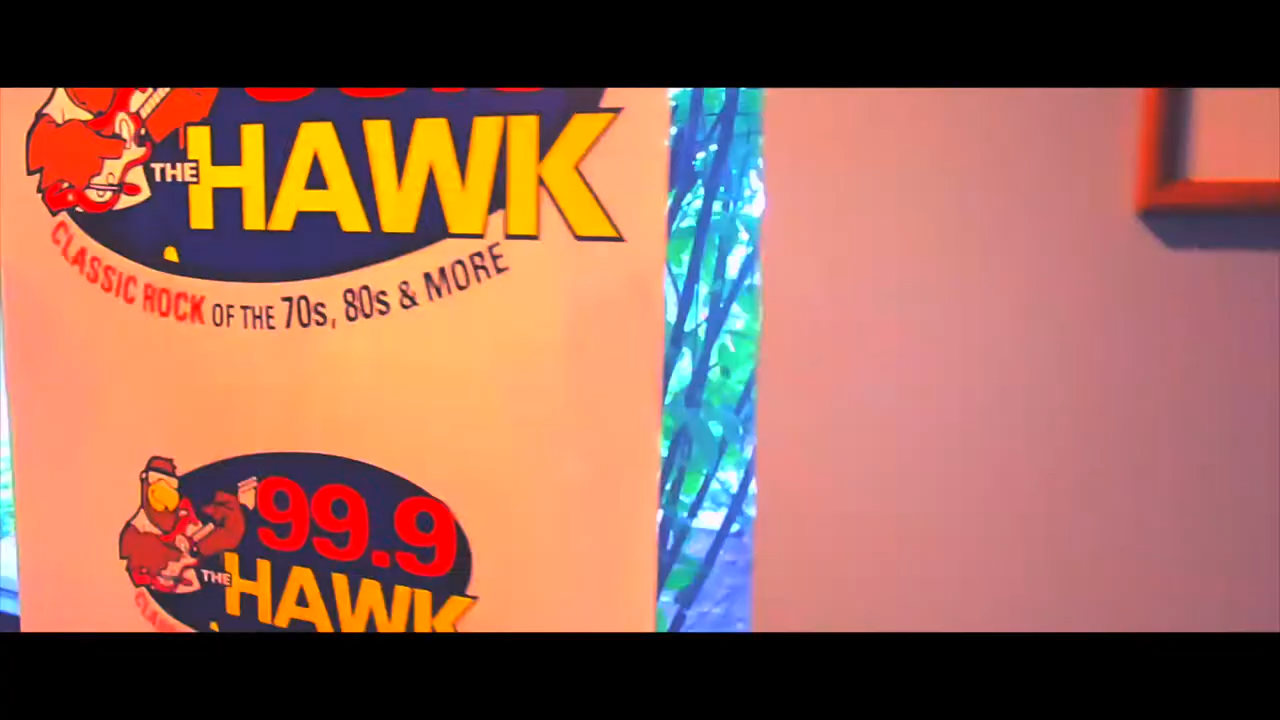 THE HAWK
CLASSIC ROCK OF THE 70s, 80s & MORE
99.9
THE HAWK